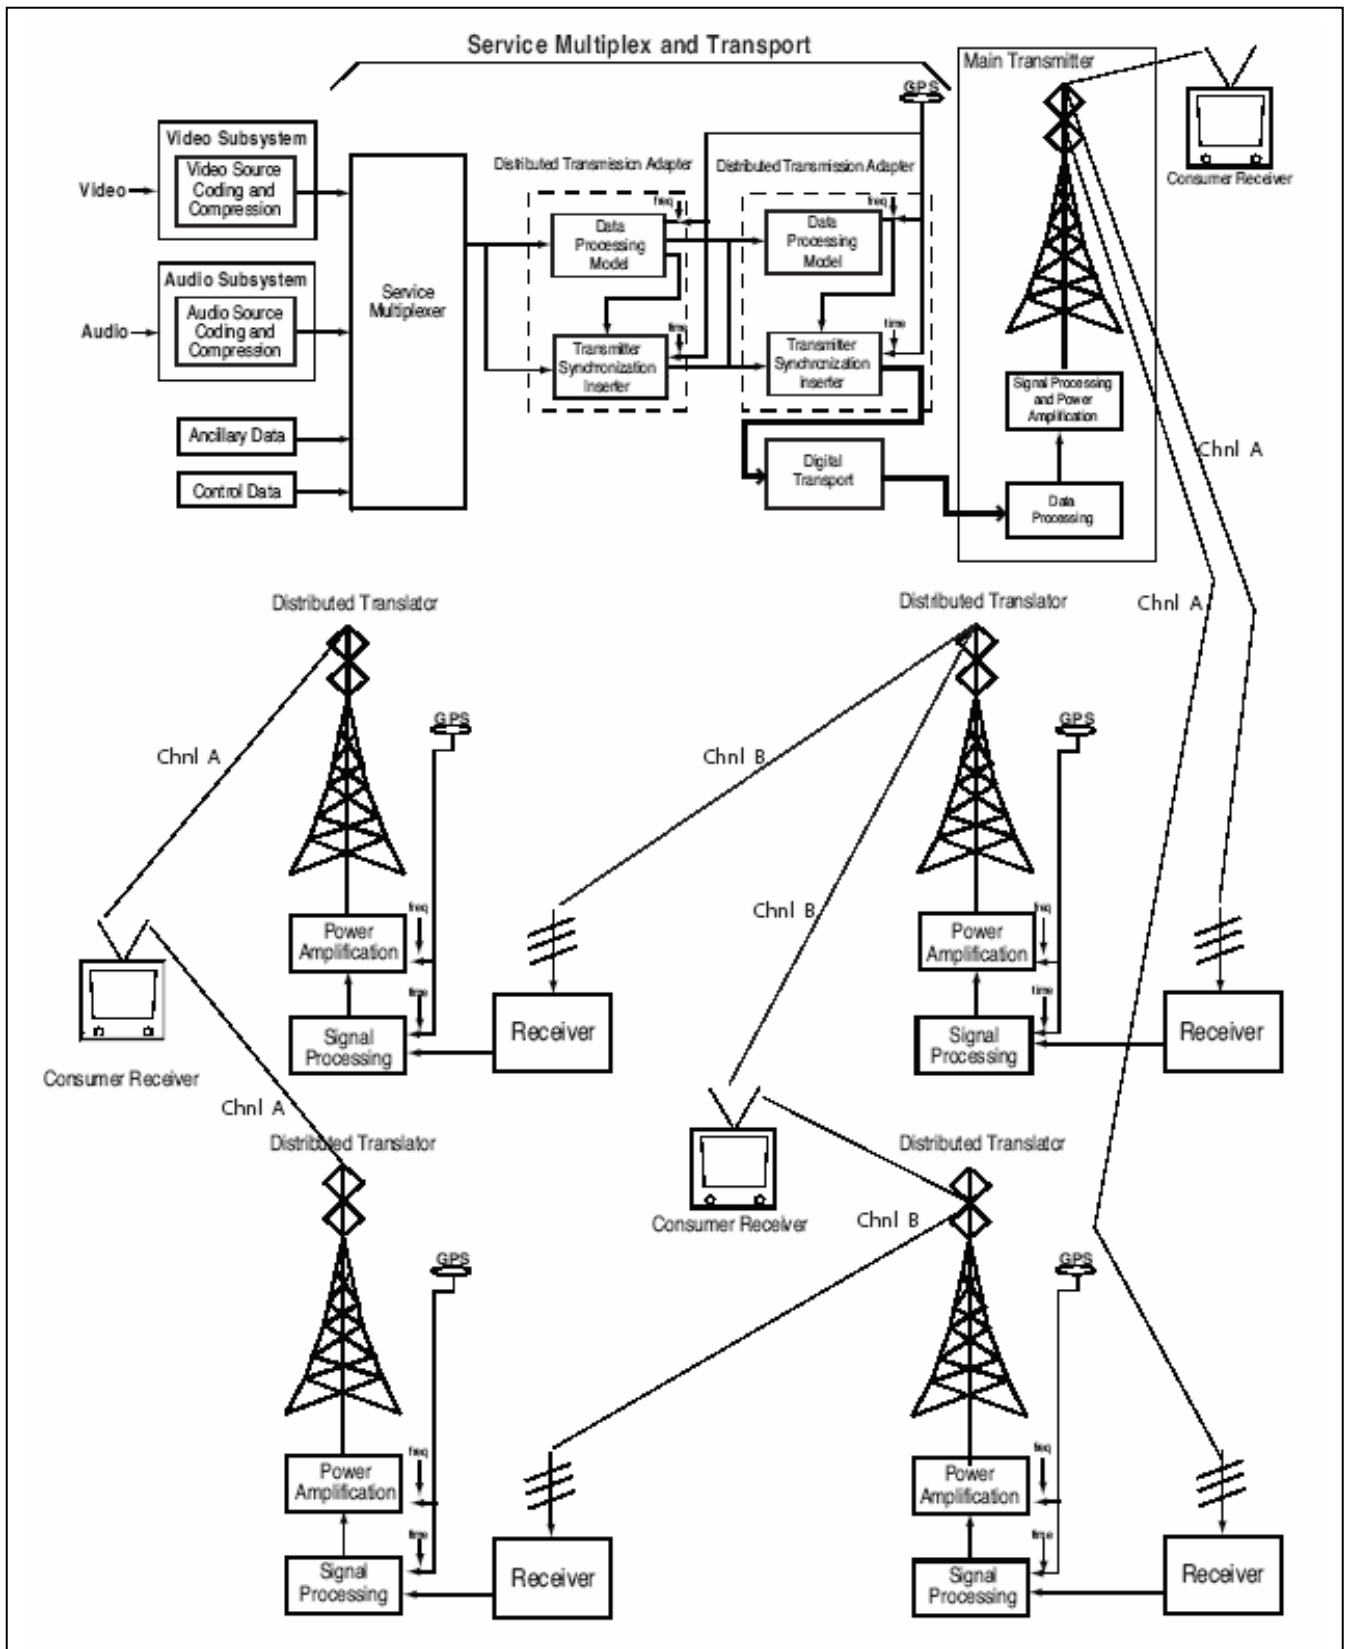 Service Multiplex and Transport
GPS
Main Transmitter
Consumer Receiver
Video
Video Subsystem
Video Source
Coding and
Compression
Audio
Audio Subsystem
Audio Source
Coding and
Compression
Ancillary Data
Control Data
Service
Multiplexer
Distributed Transmission Adapter
freq
Data
Processing
Model
time
Transmitter
Synchronization
Inserter
Distributed Transmission Adapter
freq
Data
Processing
Model
time
Transmitter
Synchronization
Inserter
Digital
Transport
Signal Processing
and Power
Amplification
Data
Processing
Chnl A
Chnl A
Distributed Translator
GPS
Chnl A
freq
Power
Amplification
time
Signal
Processing
Receiver
Consumer Receiver
Chnl B
Distributed Translator
GPS
Chnl B
freq
Power
Amplification
time
Signal
Processing
Receiver
Chnl A
Distributed Translator
GPS
freq
Power
Amplification
time
Signal
Processing
Receiver
Consumer Receiver
Chnl B
Distributed Translator
GPS
freq
Power
Amplification
time
Signal
Processing
Receiver